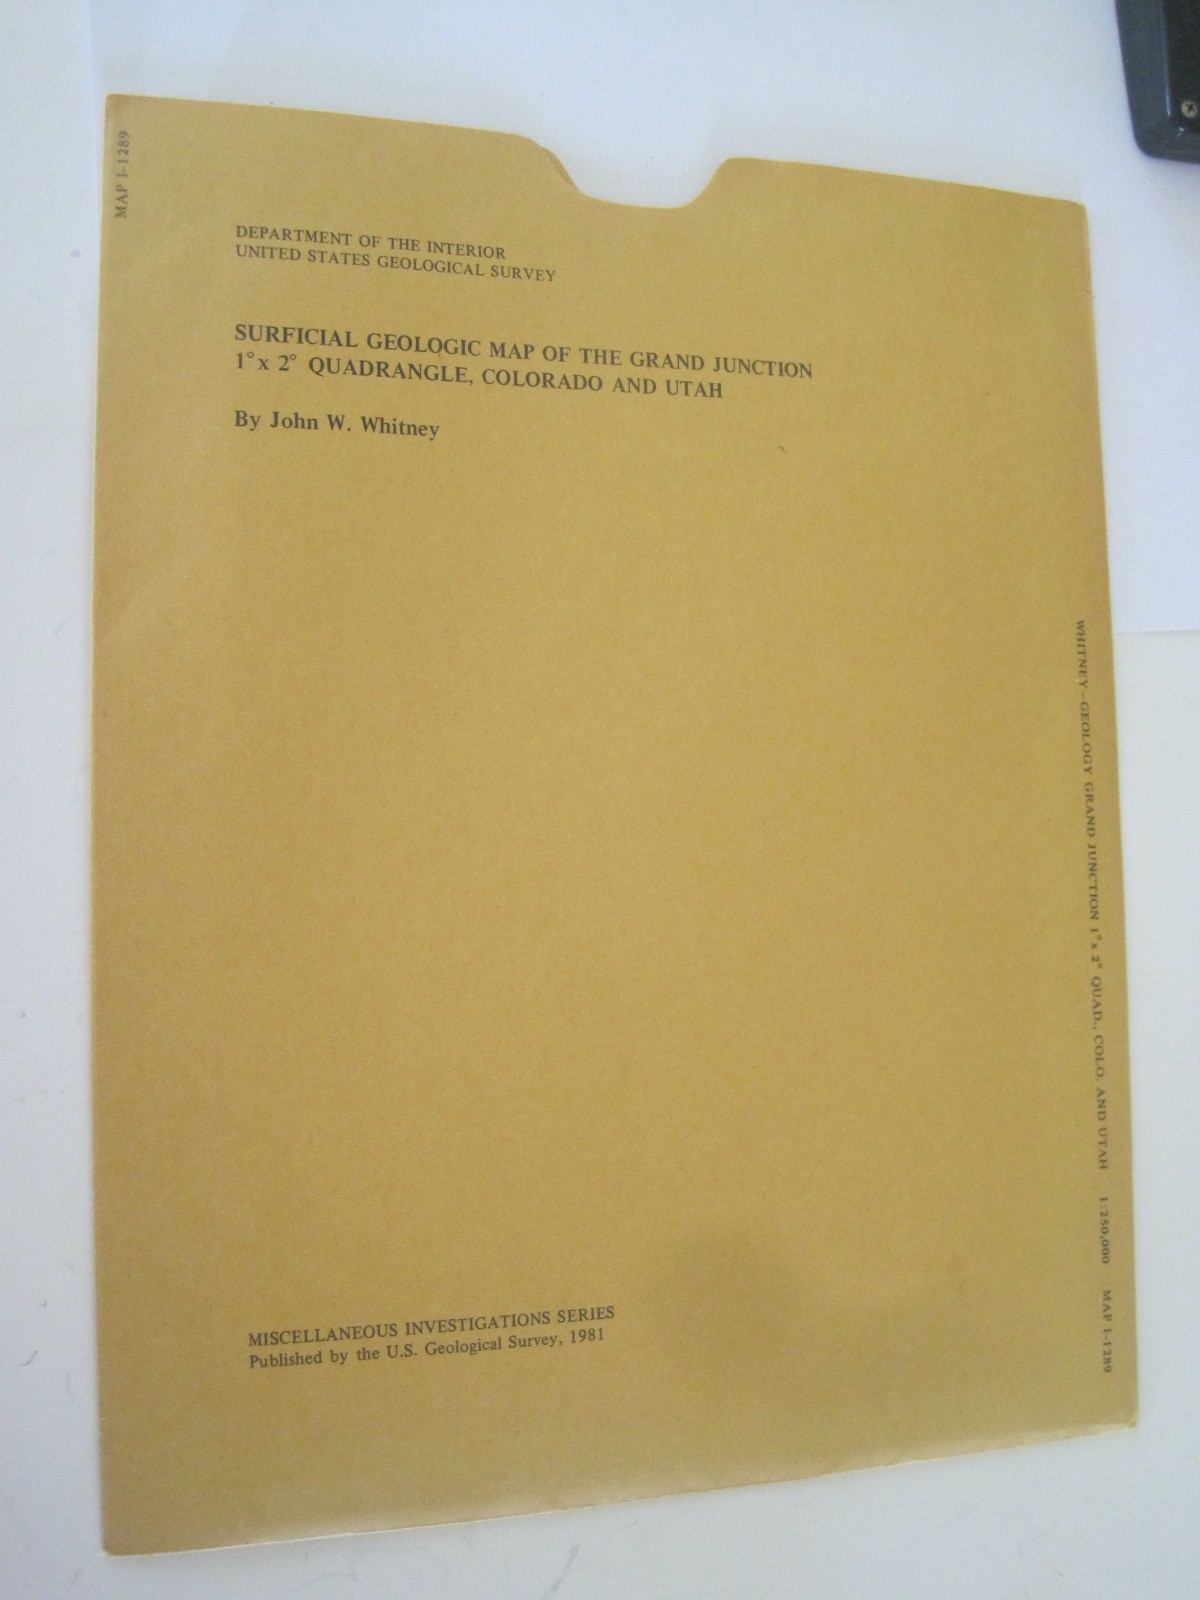 MAP I-1289
DEPARTMENT OF THE INTERIOR
UNITED STATES GEOLOGICAL SURVEY
SURFICIAL GEOLOGIC MAP OF THE GRAND JUNCTION
1° x 2° QUADRANGLE, COLORADO AND UTAH
By John W. Whitney
WHITNEY—GEOLOGY GRAND JUNCTION 1° x 2° QUAD., COLO. AND UTAH 1:250,000 MAP I-1289
MISCELLANEOUS INVESTIGATIONS SERIES
Published by the U.S. Geological Survey, 1981